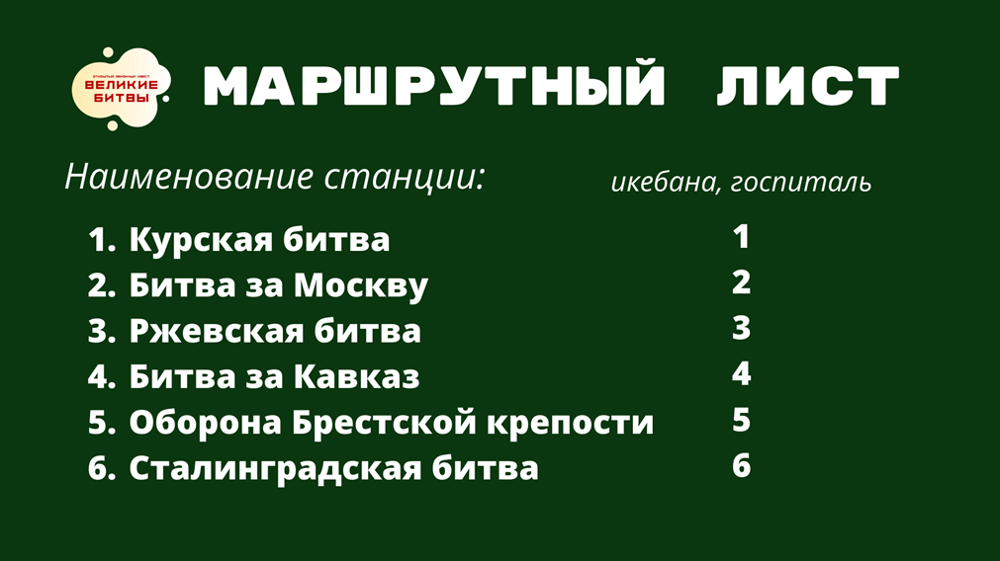 ОТКРЫТЫЙ
ВЕЛИКИЕ
БИТВЫ
МАРШРУТНЫЙ ЛИСТ
Наименование станции:
икебана, госпиталь
1. Курская битва 1
2. Битва за Москву 2
3. Ржевская битва 3
4. Битва за Кавказ 4
5. Оборона Брестской крепости 5
6. Сталинградская битва 6